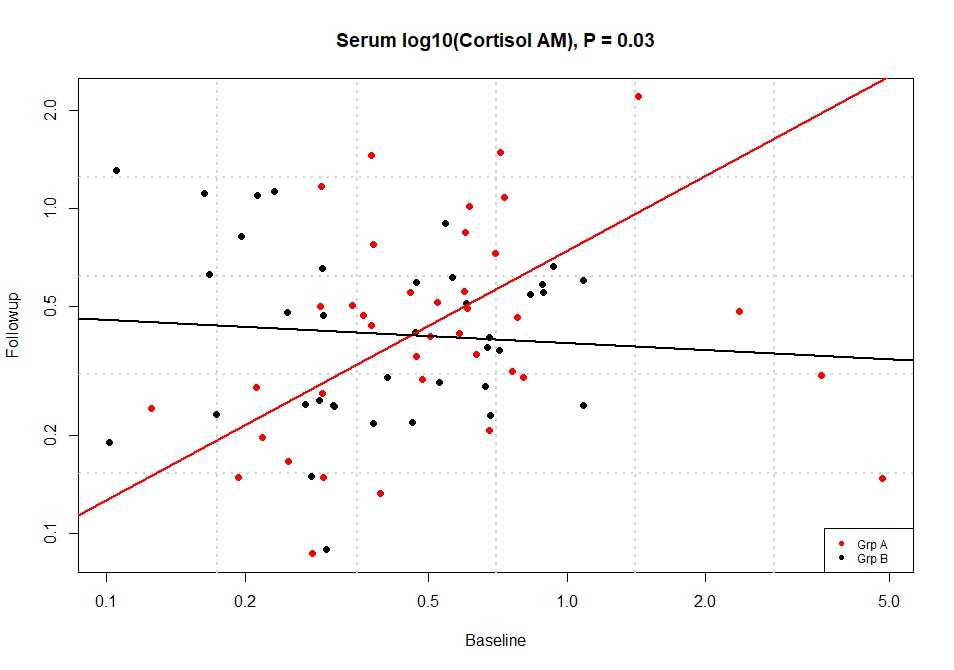 Serum log10(Cortisol AM), P = 0.03
Followup
2.0
1.0
0.5
0.2
0.1
Grp A
Grp B
0.1 0.2 0.5 1.0 2.0 5.0
Baseline